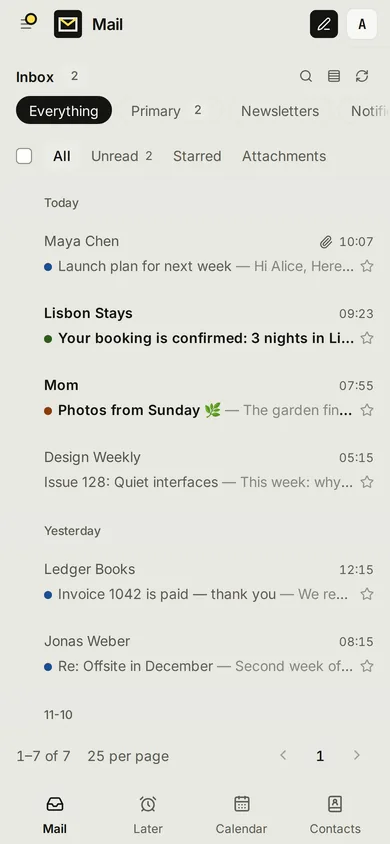 Mail
A
Inbox 2
Everything Primary 2 Newsletters Notifi
All Unread 2 Starred Attachments
Today
Maya Chen 10:07
Launch plan for next week — Hi Alice, Here...
Lisbon Stays 09:23
Your booking is confirmed: 3 nights in Li...
Mom 07:55
Photos from Sunday 🌿 — The garden fin...
Design Weekly 05:15
Issue 128: Quiet interfaces — This week: why...
Yesterday
Ledger Books 12:15
Invoice 1042 is paid — thank you — We re...
Jonas Weber 08:15
Re: Offsite in December — Second week of...
11-10
1–7 of 7 25 per page 1
Mail Later Calendar Contacts